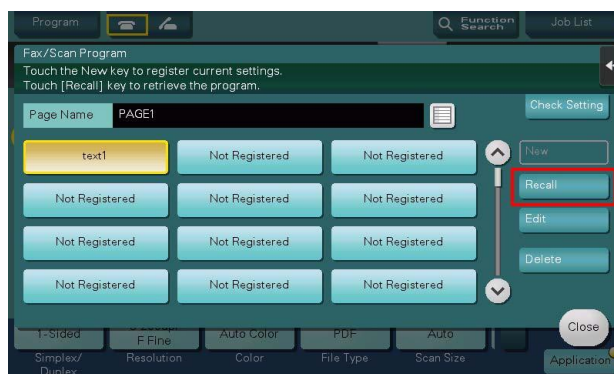 Program
Function
Search
Job List
Fax/Scan Program
Touch the New key to register current settings.
Touch [Recall] key to retrieve the program.
Page Name
PAGE1
Check Setting
text1
Not Registered
Not Registered
New
Recall
Not Registered
Not Registered
Not Registered
Edit
Not Registered
Not Registered
Not Registered
Delete
Not Registered
Not Registered
Not Registered
Close
1-Sided
F Fine
Auto Color
PDF
Auto
Simplex/
Duplex
Resolution
Color
File Type
Scan Size
Application